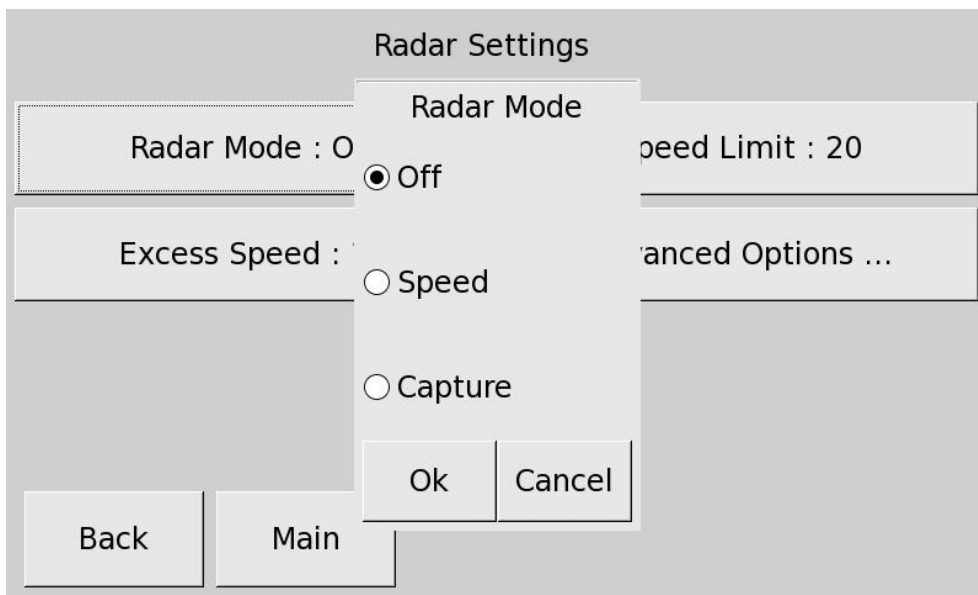 Radar Settings
Radar Mode
Radar Mode : O
peed Limit : 20
Off
Excess Speed :
vanced Options ...
Speed
Capture
Ok
Cancel
Back
Main